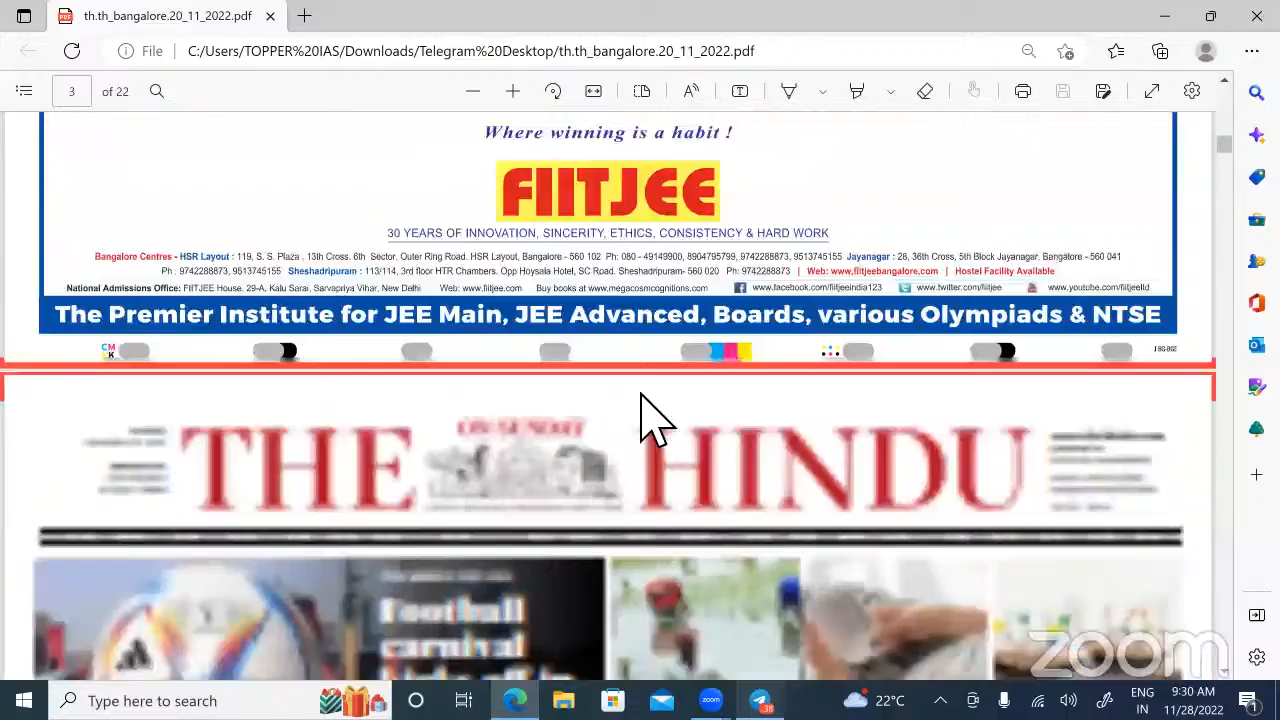 th.th_bangalore.20_11_2022.pdf
File C:/Users/TOPPER%20IAS/Downloads/Telegram%20Desktop/th.th_bangalore.20_11_2022.pdf
3 of 22
Where winning is a habit !
FIITJEE
30 YEARS OF INNOVATION, SINCERITY, ETHICS, CONSISTENCY & HARD WORK
Bangalore Centres - HSR Layout : 119, S. S. Plaza , 13th Cross. 6th Sector, Outer Ring Road. HSR Layout, Bangalore - 560 102 Ph: 080 - 49149900, 8904795799, 9742288873, 9513745155 Jayanagar : 28, 36th Cross, 5th Block Jayanagar, Bangalore - 560 041
Ph : 9742288873, 9513745155 Sheshadripuram : 113/114, 3rd floor HTR Chambers. Opp Hoysala Hotel, SC Road. Sheshadripuram- 560 020 Ph: 9742288873 | Web: www.fiitjeebangalore.com | Hostel Facility Available
National Admissions Office: FIITJEE House, 29-A, Kalu Sarai, Sarvapriya Vihar, New Delhi Web: www.fiitjee.com Buy books at www.megacosmcognitions.com www.facebook.com/fiitjeeindia123 www.twitter.com/fiitjee www.youtube.com/fiitjeeltd
The Premier Institute for JEE Main, JEE Advanced, Boards, various Olympiads & NTSE
CM
K
THE ON SUNDAY HINDU
Football
carnival
zoom
Type here to search
38
22°C
ENG
IN
9:30 AM
11/28/2022
1